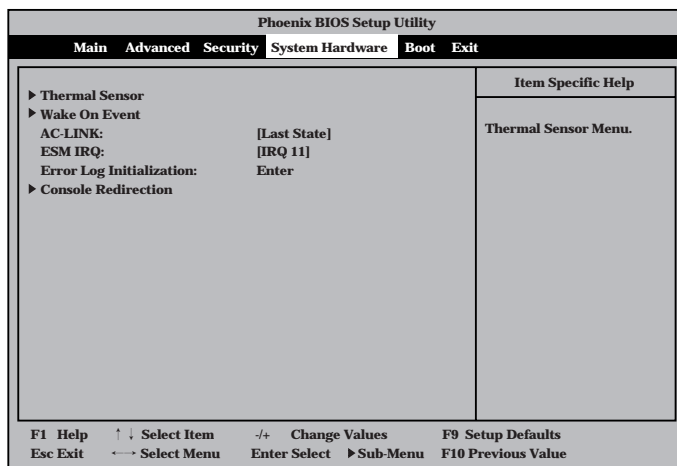 Phoenix BIOS Setup Utility
Main Advanced Security System Hardware Boot Exit
Item Specific Help
▶ Thermal Sensor
▶ Wake On Event
Thermal Sensor Menu.
AC-LINK: [Last State]
ESM IRQ: [IRQ 11]
Error Log Initialization: Enter
▶ Console Redirection
F1 Help ↑ ↓ Select Item -/+ Change Values F9 Setup Defaults
Esc Exit ←→ Select Menu Enter Select ▶ Sub-Menu F10 Previous Value